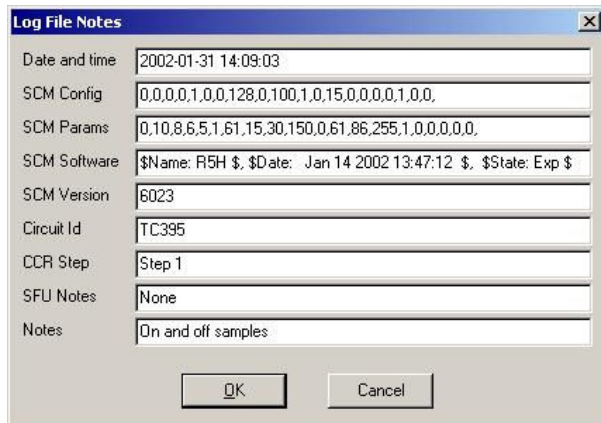 Log File Notes
Date and time 2002-01-31 14:09:03
SCM Config 0,0,0,0,1,0,0,128,0,100,1,0,15,0,0,0,0,1,0,0,
SCM Params 0,10,8,6,5,1,61,15,30,150,0,61,86,255,1,0,0,0,0,0,
SCM Software $Name: R5H $, $Date:   Jan 14 2002 13:47:12  $,  $State: Exp $
SCM Version 6023
Circuit Id TC395
CCR Step Step 1
SFU Notes None
Notes On and off samples
OK Cancel